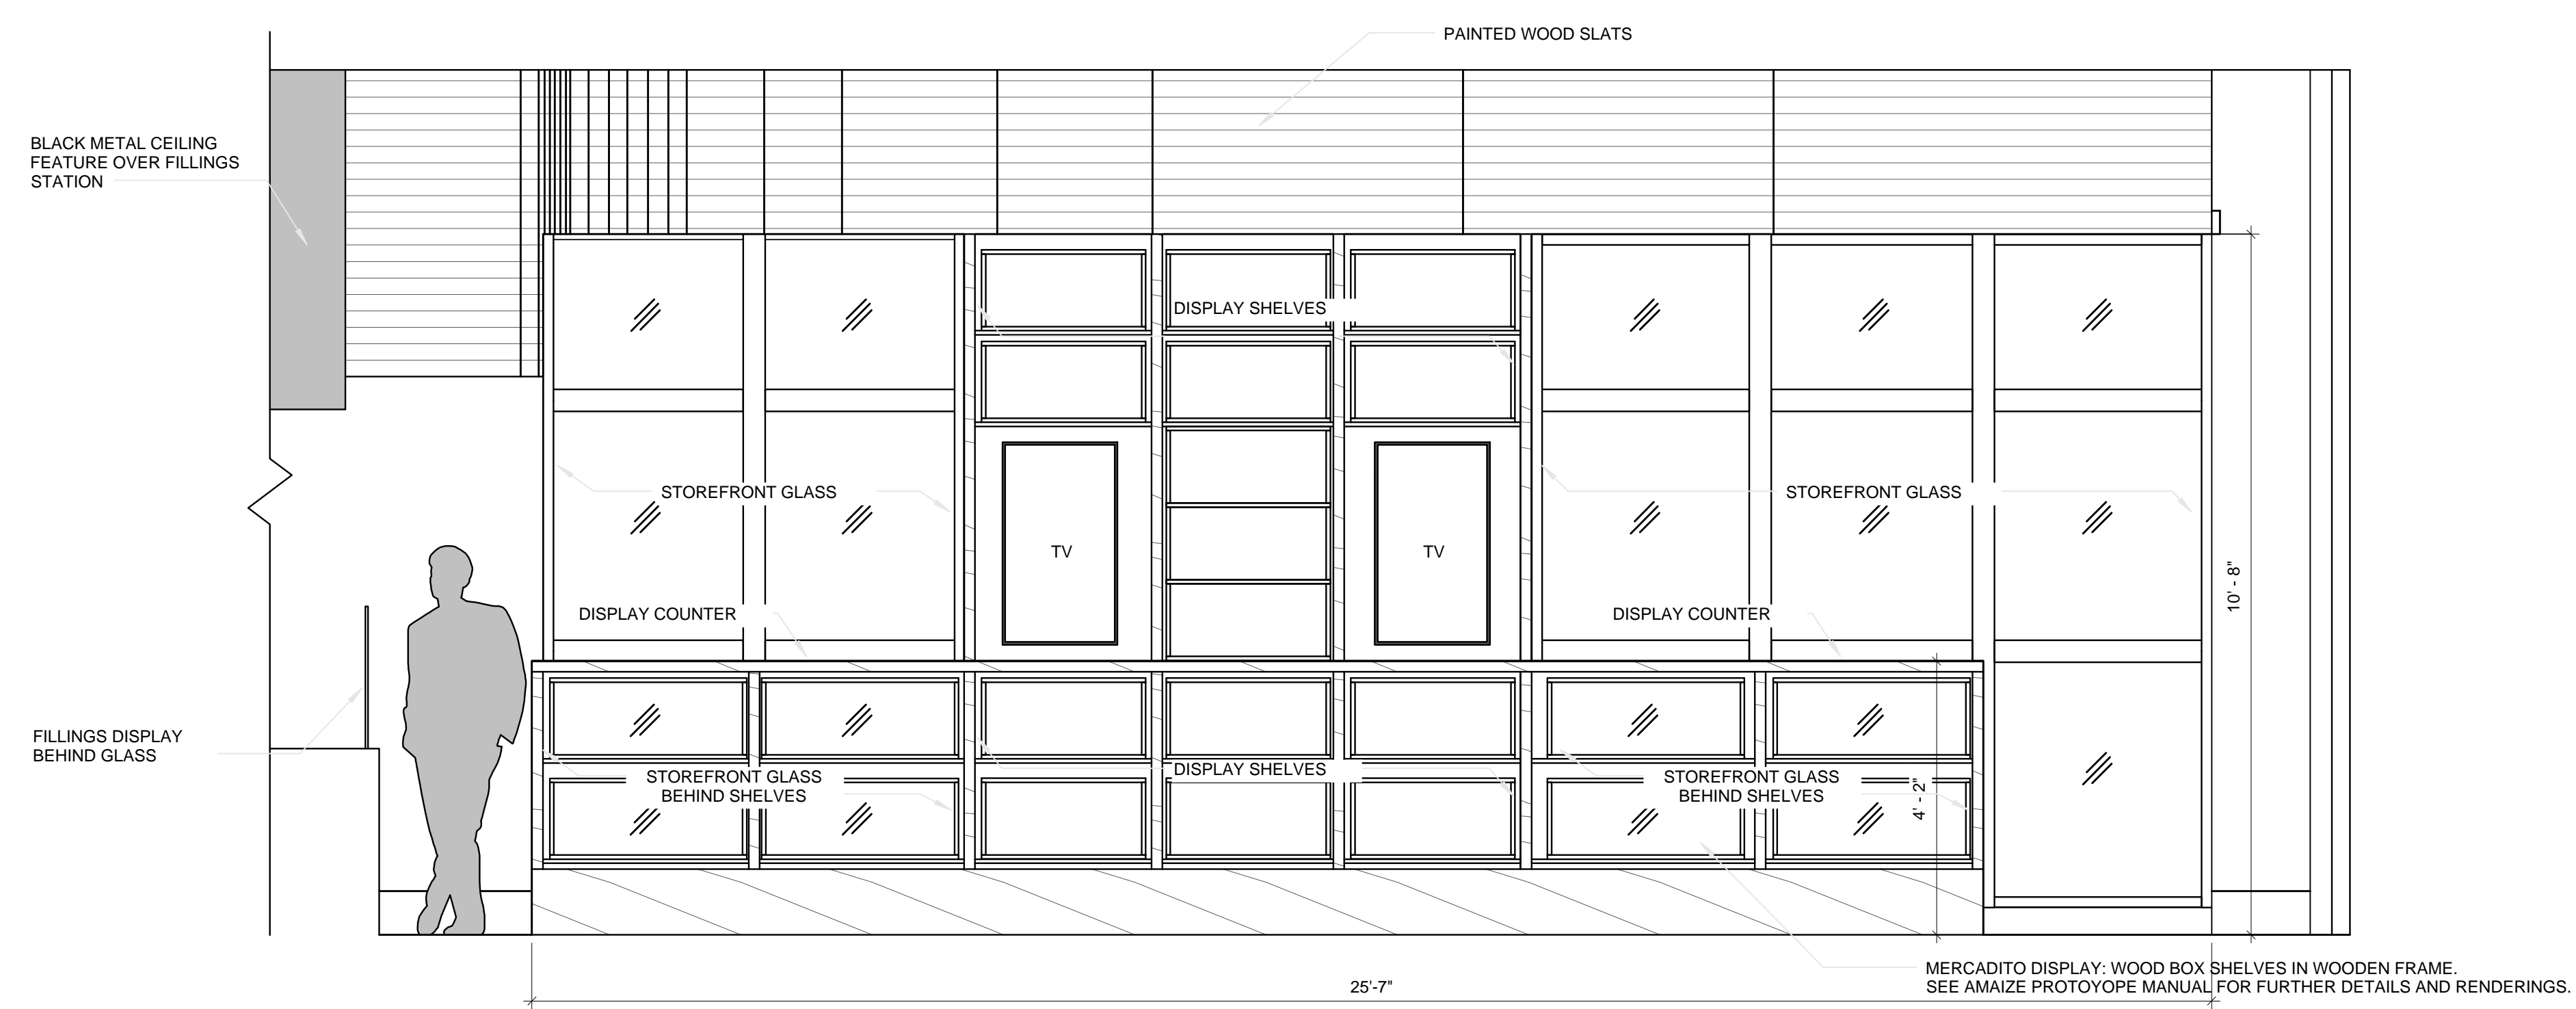 PAINTED WOOD SLATS
BLACK METAL CEILING
FEATURE OVER FILLINGS
STATION
DISPLAY SHELVES
STOREFRONT GLASS
STOREFRONT GLASS
TV
TV
10' - 8"
DISPLAY COUNTER
DISPLAY COUNTER
FILLINGS DISPLAY
BEHIND GLASS
DISPLAY SHELVES
STOREFRONT GLASS
BEHIND SHELVES
STOREFRONT GLASS
BEHIND SHELVES
4' - 2"
MERCADITO DISPLAY: WOOD BOX SHELVES IN WOODEN FRAME.
SEE AMAIZE PROTOYOPE MANUAL FOR FURTHER DETAILS AND RENDERINGS.
25'-7"